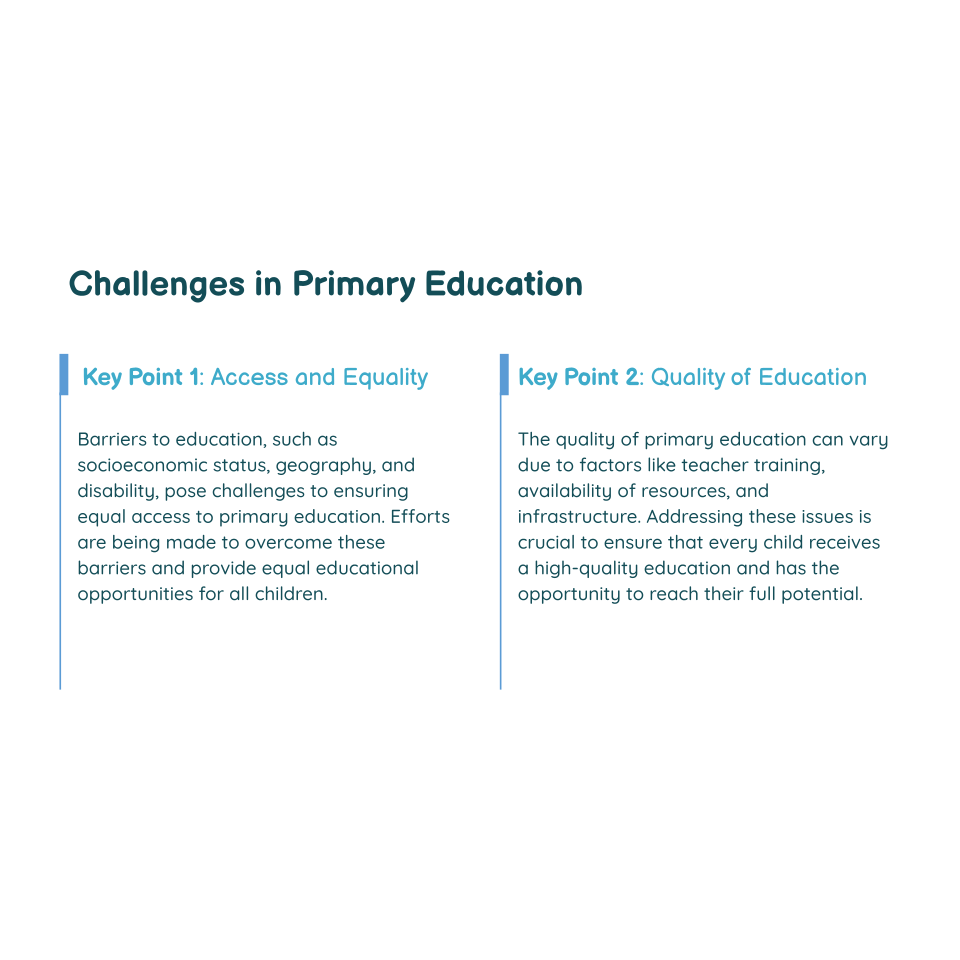 Challenges in Primary Education
Key Point 1: Access and Equality
Barriers to education, such as
socioeconomic status, geography, and
disability, pose challenges to ensuring
equal access to primary education. Efforts
are being made to overcome these
barriers and provide equal educational
opportunities for all children.
Key Point 2: Quality of Education
The quality of primary education can vary
due to factors like teacher training,
availability of resources, and
infrastructure. Addressing these issues is
crucial to ensure that every child receives
a high-quality education and has the
opportunity to reach their full potential.